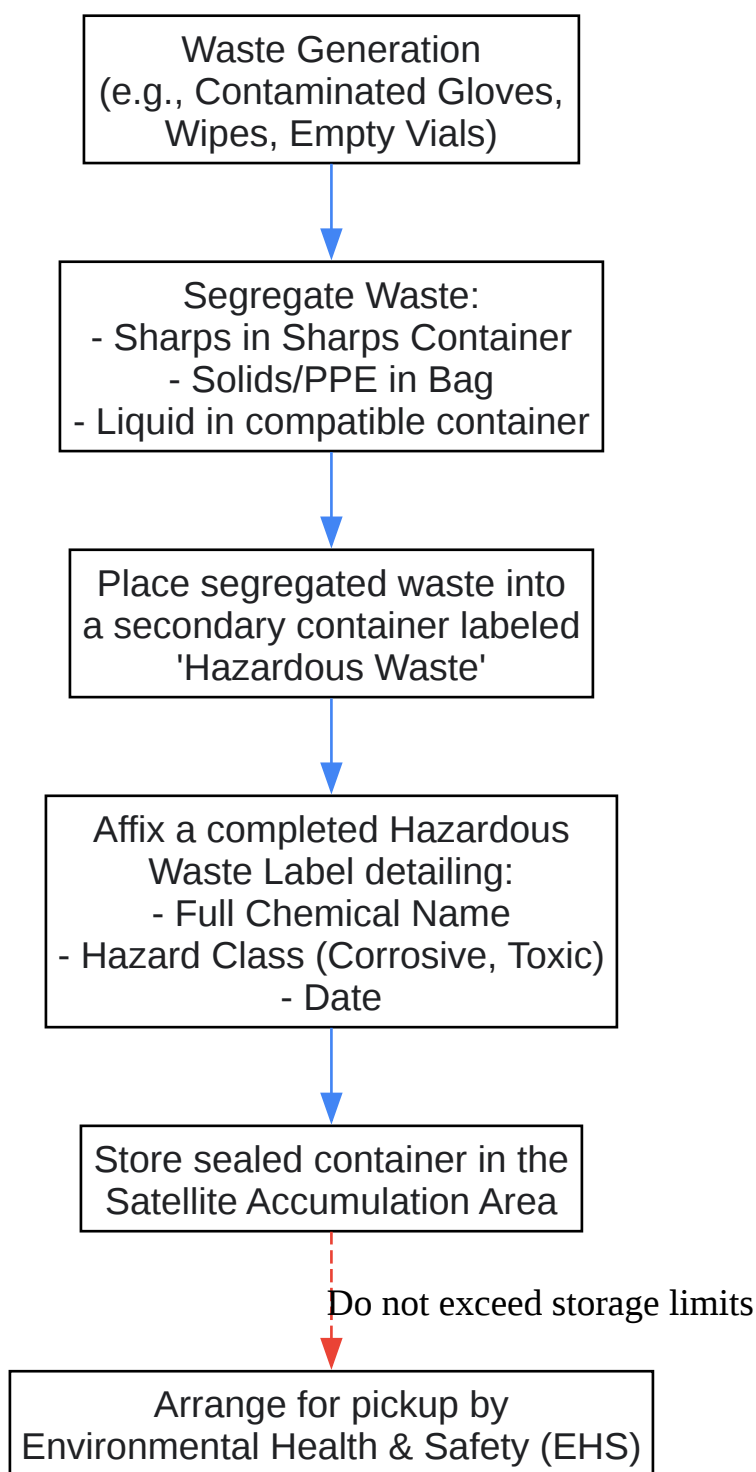 Waste Generation
(e.g., Contaminated Gloves,
Wipes, Empty Vials)
Segregate Waste:
- Sharps in Sharps Container
- Solids/PPE in Bag
- Liquid in compatible container
Place segregated waste into
a secondary container labeled
'Hazardous Waste'
Affix a completed Hazardous
Waste Label detailing:
- Full Chemical Name
- Hazard Class (Corrosive, Toxic)
- Date
Store sealed container in the
Satellite Accumulation Area
Do not exceed storage limits
Arrange for pickup by
Environmental Health & Safety (EHS)